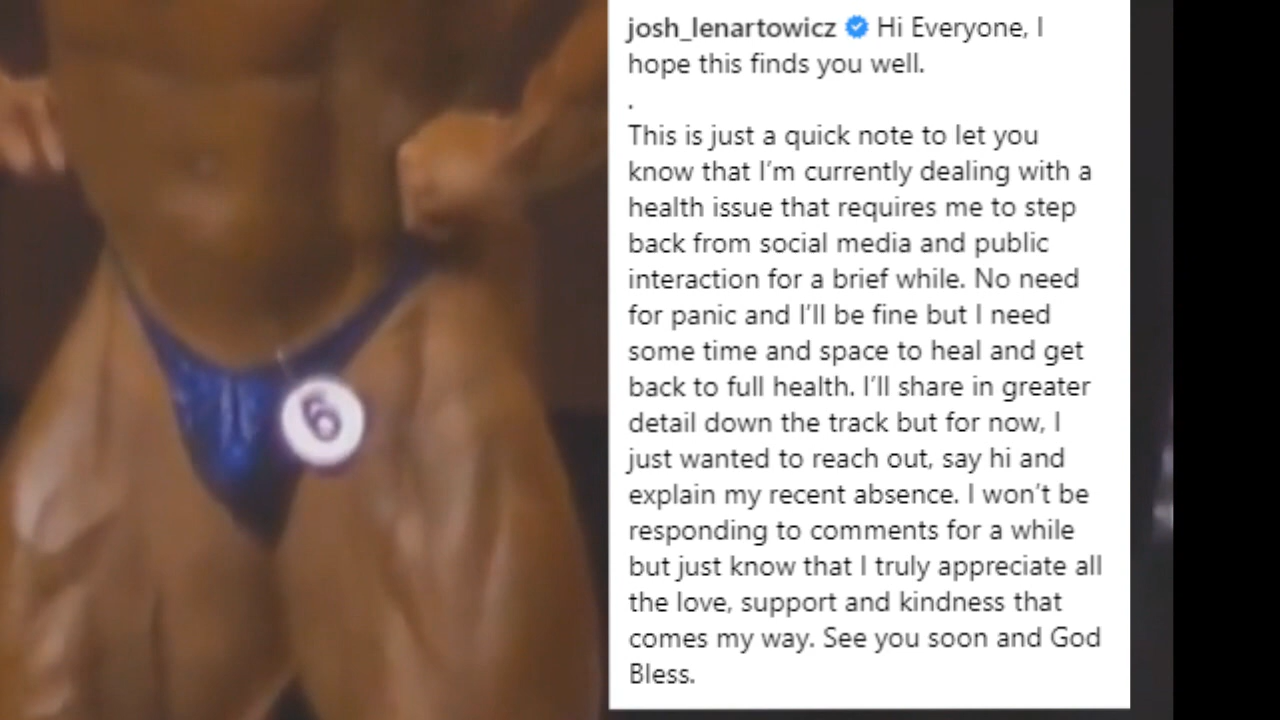 josh_lenartowicz Hi Everyone, I
hope this finds you well.
.
This is just a quick note to let you
know that I’m currently dealing with a
health issue that requires me to step
back from social media and public
interaction for a brief while. No need
for panic and I’ll be fine but I need
some time and space to heal and get
back to full health. I’ll share in greater
detail down the track but for now, I
just wanted to reach out, say hi and
explain my recent absence. I won’t be
responding to comments for a while
but just know that I truly appreciate all
the love, support and kindness that
comes my way. See you soon and God
Bless.
6